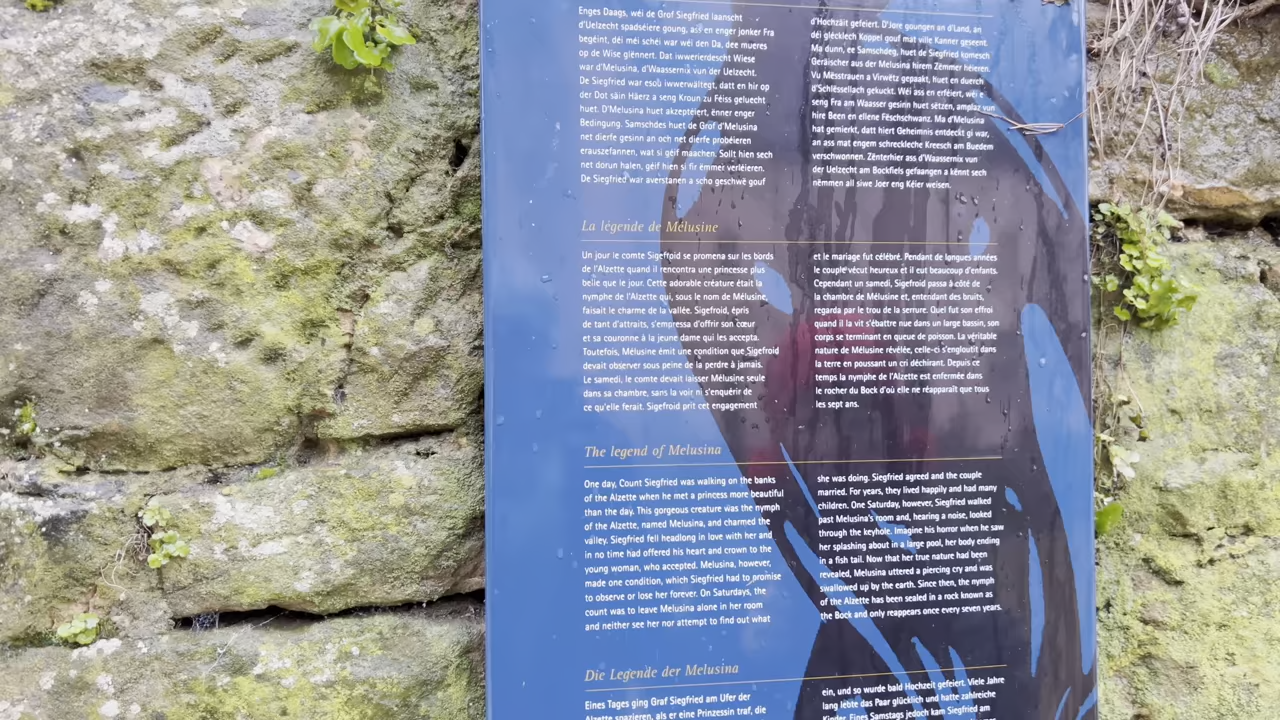 Enges Daags, wéi de Grof Siegfried laanscht
d'Uelzecht spadséiere goung, ass en enger jonker Fra
begéint, déi méi schéi war wéi den Da, dee mueres
op de Wise glënnert. Dat iwwerierdescht Wiese
war d'Melusina, d'Waassernix vun der Uelzecht.
De Siegfried war esou iwwerwältegt, datt en hir op
der Dot säin Häerz a seng Kroun zu Féiss geluecht
huet. D'Melusina huet akzeptéiert, ënner enger
Bedingung. Samschdes huet de Grof d'Melusina
net dierfe gesinn an och net dierfe probéieren
erauszefannen, wat si géif maachen. Sollt hien sech
net dorun halen, géif hien si fir ëmmer verléieren.
De Siegfried war averstanen a scho geschwë gouf
d'Hochzäit gefeiert. D'Jore goungen an d'Land, an
déi glécklech Koppel gouf mat ville Kanner geseent.
Ma dunn, ee Samschdeg, huet de Siegfried komesch
Geräischer aus der Melusina hirem Zëmmer héieren.
Vu Mësstrauen a Virwëtz gepaakt, huet en duerch
d'Schlësselach gekuckt. Wéi ass en erféiert, wéi e
seng Fra am Waasser gesinn huet sëtzen, amplaz vun
hire Been en ellene Fëschschwanz. Ma d'Melusina
hat gemierkt, datt hiert Geheimnis entdeckt gi war,
an ass mat engem schreckleche Kreesch am Buedem
verschwonnen. Zënterhier ass d'Waassernix vun
der Uelzecht am Bockfiels gefaangen a kënnt sech
nëmmen all siwe Joer eng Kéier weisen.
La légende de Mélusine
Un jour le comte Sigefroid se promena sur les bords
de l'Alzette quand il rencontra une princesse plus
belle que le jour. Cette adorable créature était la
nymphe de l'Alzette qui, sous le nom de Mélusine,
faisait le charme de la vallée. Sigefroid, épris
de tant d'attraits, s'empressa d'offrir son cœur
et sa couronne à la jeune dame qui les accepta.
Toutefois, Mélusine émit une condition que Sigefroid
devait observer sous peine de la perdre à jamais.
Le samedi, le comte devait laisser Mélusine seule
dans sa chambre, sans la voir ni s'enquérir de
ce qu'elle ferait. Sigefroid prit cet engagement
et le mariage fut célébré. Pendant de longues années
le couple vécut heureux et il eut beaucoup d'enfants.
Cependant un samedi, Sigefroid passa à côté de
la chambre de Mélusine et, entendant des bruits,
regarda par le trou de la serrure. Quel fut son effroi
quand il la vit s'ébattre nue dans un large bassin, son
corps se terminant en queue de poisson. La véritable
nature de Mélusine révélée, celle-ci s'engloutit dans
la terre en poussant un cri déchirant. Depuis ce
temps la nymphe de l'Alzette est enfermée dans
le rocher du Bock d'où elle ne réapparaît que tous
les sept ans.
The legend of Melusina
One day, Count Siegfried was walking on the banks
of the Alzette when he met a princess more beautiful
than the day. This gorgeous creature was the nymph
of the Alzette, named Melusina, and charmed the
valley. Siegfried fell headlong in love with her and
in no time had offered his heart and crown to the
young woman, who accepted. Melusina, however,
made one condition, which Siegfried had to promise
to observe or lose her forever. On Saturdays, the
count was to leave Melusina alone in her room
and neither see her nor attempt to find out what
she was doing. Siegfried agreed and the couple
married. For years, they lived happily and had many
children. One Saturday, however, Siegfried walked
past Melusina's room and, hearing a noise, looked
through the keyhole. Imagine his horror when he saw
her splashing about in a large pool, her body ending
in a fish tail. Now that her true nature had been
revealed, Melusina uttered a piercing cry and was
swallowed up by the earth. Since then, the nymph
of the Alzette has been sealed in a rock known as
the Bock and only reappears once every seven years.
Die Legende der Melusina
Eines Tages ging Graf Siegfried am Ufer der
Alzette spazieren, als er eine Prinzessin traf, die
ein, und so wurde bald Hochzeit gefeiert. Viele Jahre
lang lebte das Paar glücklich und hatte zahlreiche
Kinder. Eines Samstags jedoch kam Siegfried am